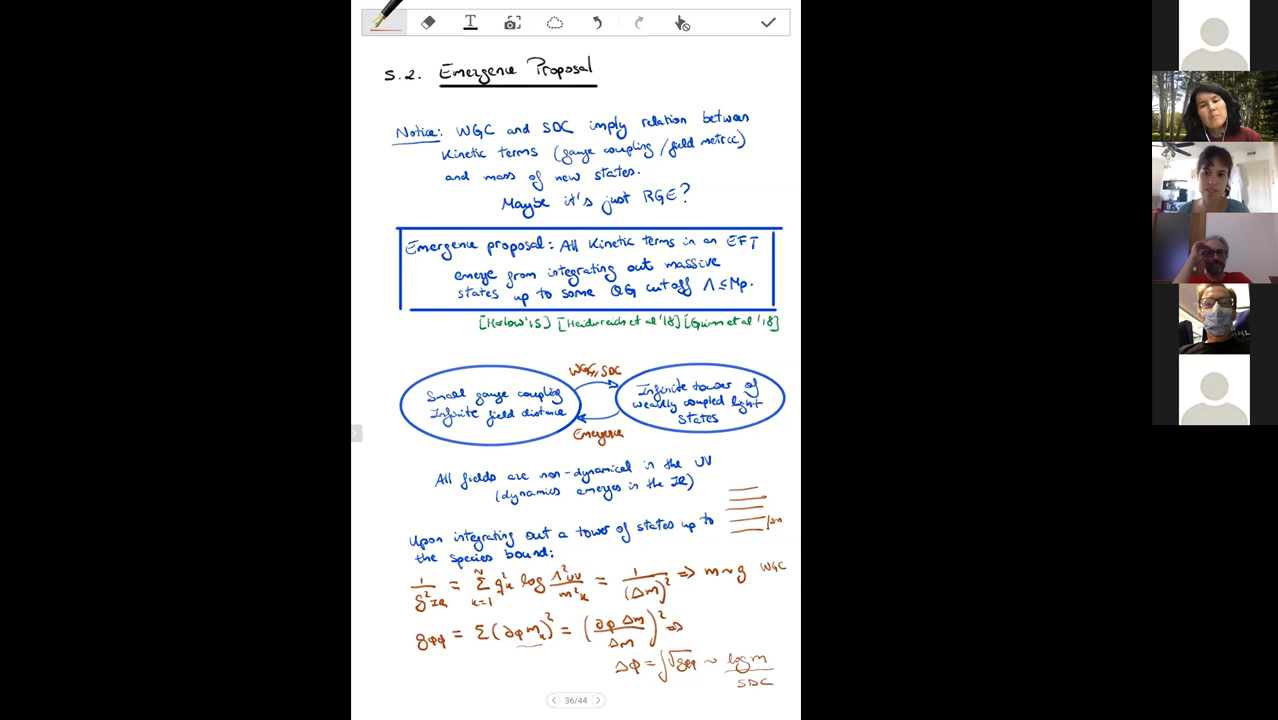 T
5.2. Emergence Proposal
Notice: WGC and SDC imply relation between
Kinetic terms (gauge coupling / field metric)
and mass of new states.
Maybe it's just RGE?
Emergence proposal: All Kinetic terms in an EFT
emerge from integrating out massive
states up to some QG cutoff Λ ≤ Mp.
[Harlow '15] [Heidenreich et al '18] [Grimm et al '18]
WGC, SDC
Small gauge coupling
Infinite field distance
Infinite tower of
weakly coupled light
states
Emergence
All fields are non-dynamical in the UV
(dynamics emerges in the IR)
Upon integrating out a tower of states up to
the species bound:
1/g²IR = Σ(k=1 to N) q²k log Λ²UV/m²k = 1/(Δm)² ⇒ m ~ g WGC
gφφ = Σ(∂φ mk)² = (∂φ Δm/Δm)² ⇒
Δφ = ∫√gφφ ~ log m
SDC
36/44